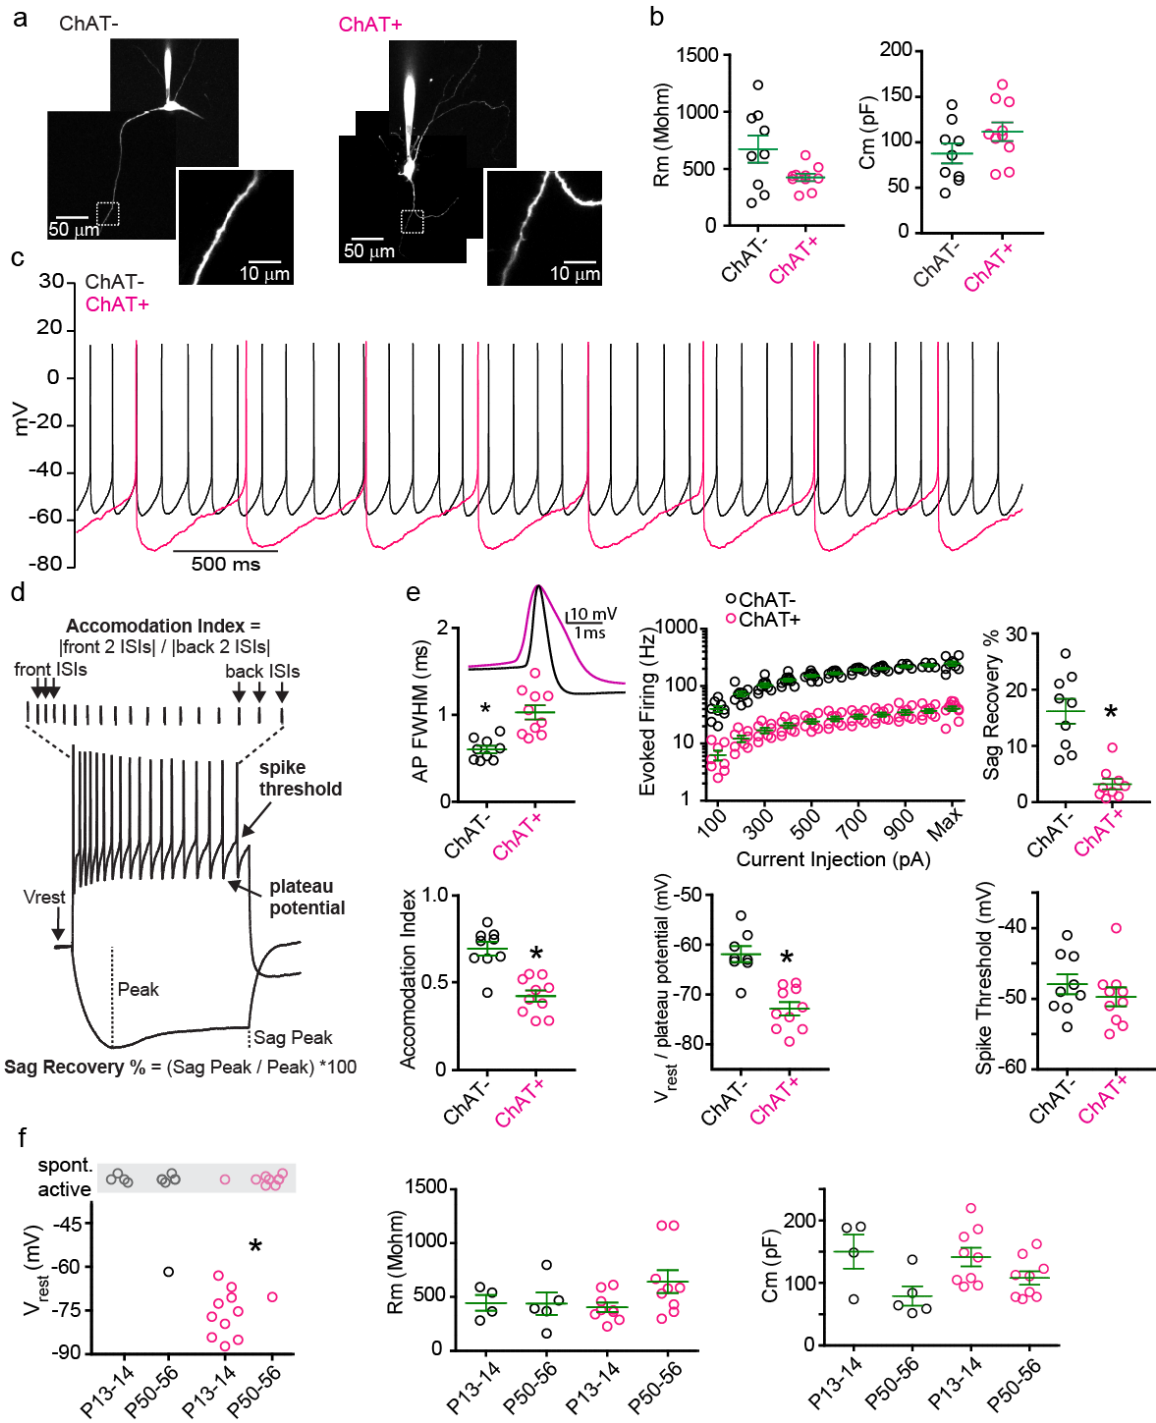 a
ChAT-
ChAT+
50 μm
10 μm
50 μm
10 μm
b
Rm (Mohm)
1500
1000
500
0
ChAT-
ChAT+
Cm (pF)
200
150
100
50
0
ChAT-
ChAT+
c
ChAT-
ChAT+
mV
30
20
0
-20
-40
-60
-80
500 ms
d
Accomodation Index =
|front 2 ISIs| / |back 2 ISIs|
front ISIs
back ISIs
spike
threshold
plateau
potential
Vrest
Peak
Sag Peak
Sag Recovery % = (Sag Peak / Peak) *100
e
AP FWHM (ms)
2
1
0
*
10 mV
1ms
ChAT-
ChAT+
ChAT-
ChAT+
Evoked Firing (Hz)
1000
100
10
1
100
300
500
700
900
Max
Current Injection (pA)
Sag Recovery %
30
20
10
0
*
ChAT-
ChAT+
Accomodation Index
1.0
0.5
0
*
ChAT-
ChAT+
Vrest / plateau potential (mV)
-50
-60
-70
-80
*
ChAT-
ChAT+
Spike Threshold (mV)
-40
-50
-60
ChAT-
ChAT+
f
spont.
active
Vrest (mV)
-45
-60
-75
-90
*
P13-14
P50-56
P13-14
P50-56
Rm (Mohm)
1500
1000
500
0
P13-14
P50-56
P13-14
P50-56
Cm (pF)
200
100
0
P13-14
P50-56
P13-14
P50-56